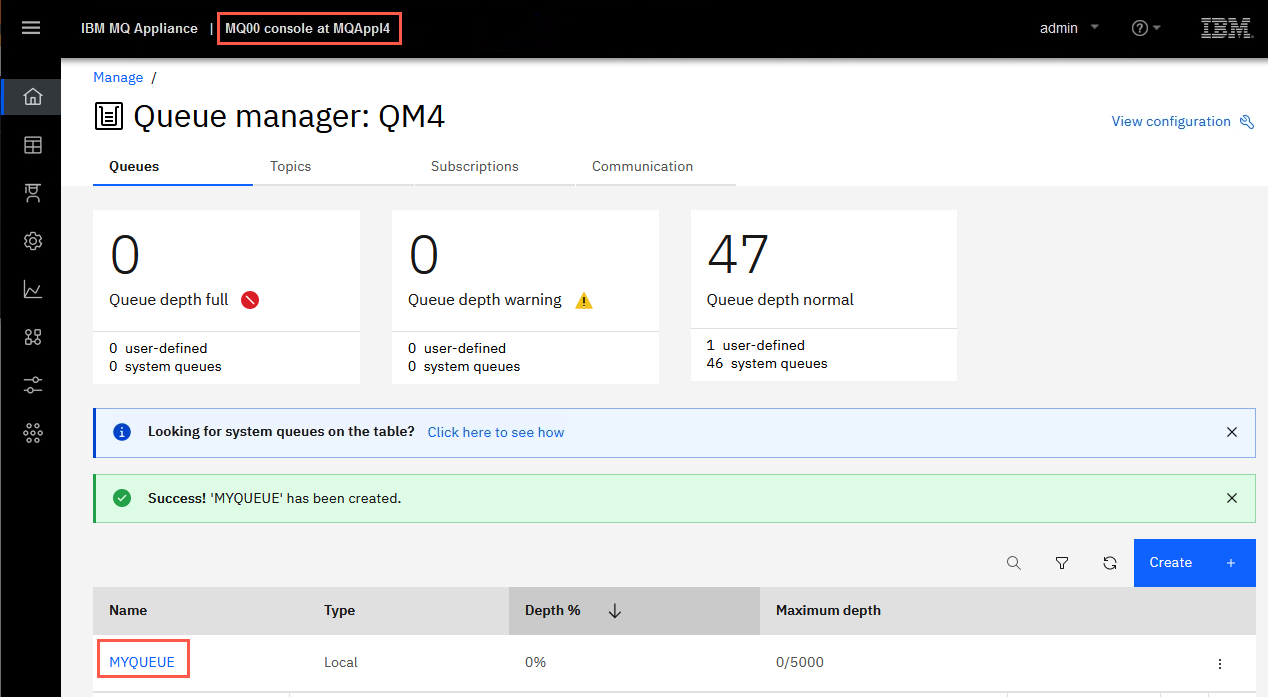 IBM MQ Appliance | MQ00 console at MQAppl4 admin IBM
Manage /
Queue manager: QM4
View configuration
Queues Topics Subscriptions Communication
0
Queue depth full
0 user-defined
0 system queues
0
Queue depth warning
0 user-defined
0 system queues
47
Queue depth normal
1 user-defined
46 system queues
Looking for system queues on the table? Click here to see how
Success! 'MYQUEUE' has been created.
Create +
Name Type Depth % Maximum depth
MYQUEUE Local 0% 0/5000